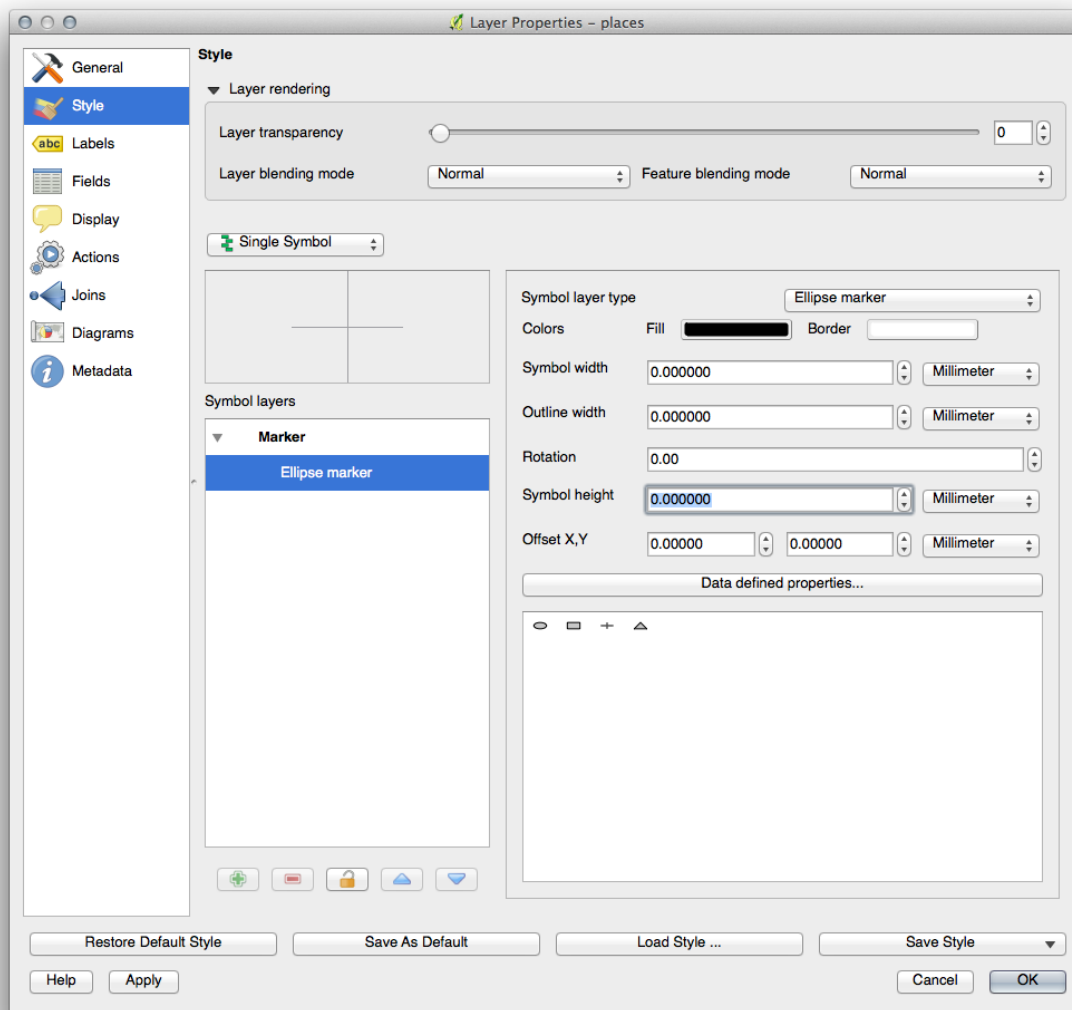 Layer Properties – places
General
Style
Labels
Fields
Display
Actions
Joins
Diagrams
Metadata
Style
Layer rendering
Layer transparency 0
Layer blending mode Normal Feature blending mode Normal
Single Symbol
Symbol layers
Marker
Ellipse marker
Symbol layer type Ellipse marker
Colors Fill Border
Symbol width 0.000000 Millimeter
Outline width 0.000000 Millimeter
Rotation 0.00
Symbol height 0.000000 Millimeter
Offset X,Y 0.00000 0.00000 Millimeter
Data defined properties...
Restore Default Style Save As Default Load Style ... Save Style
Help Apply Cancel OK
abc